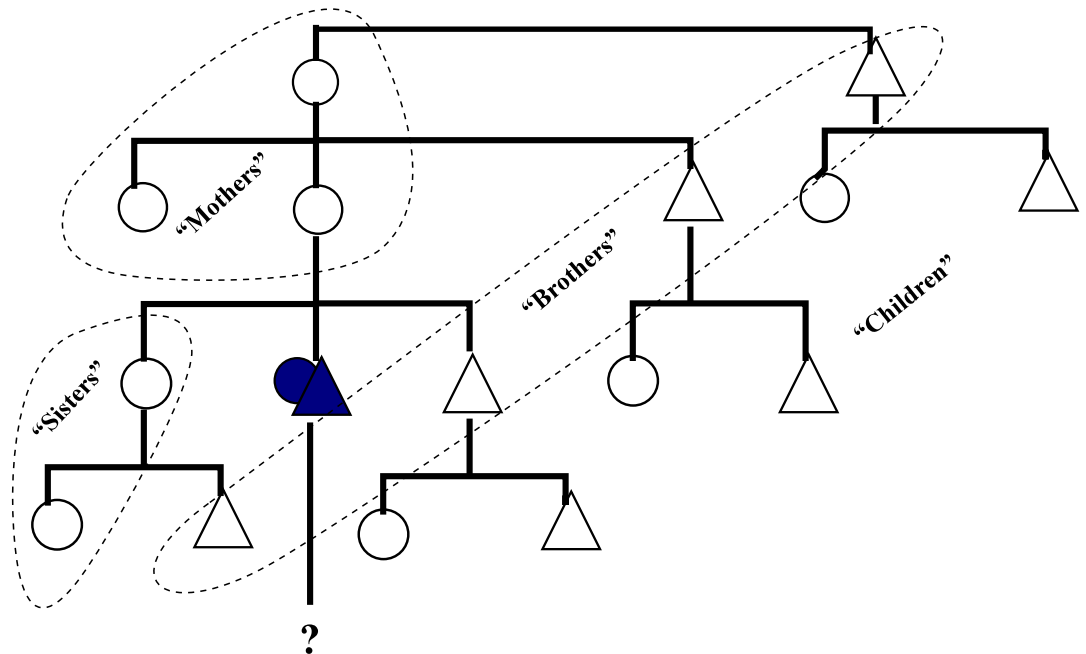 “Mothers”
“Brothers”
“Children”
“Sisters”
?